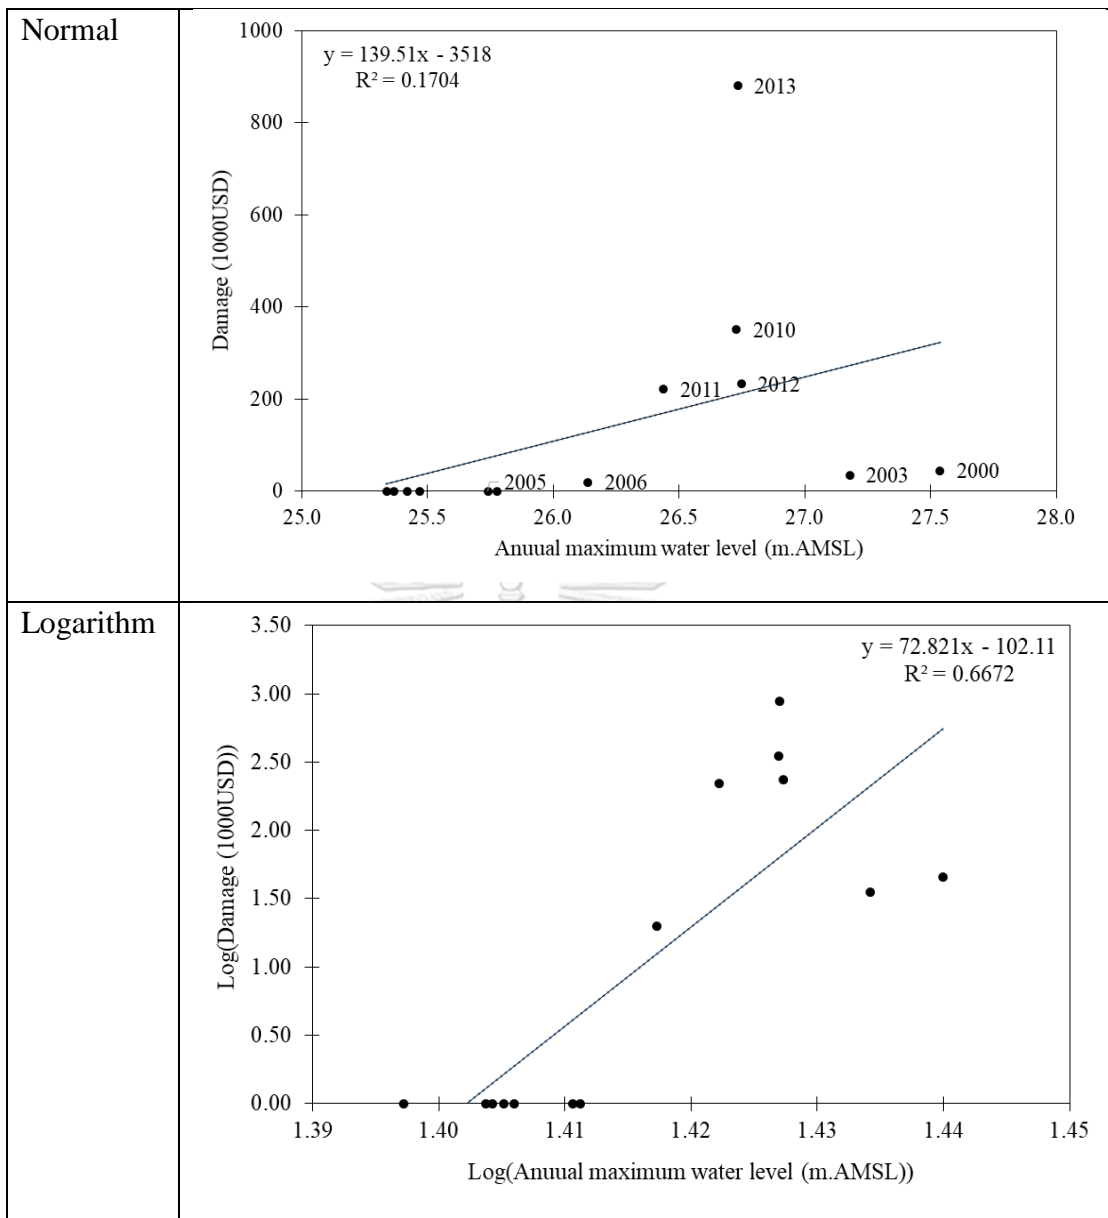 Normal
1000
800
600
400
200
0
25.0 25.5 26.0 26.5 27.0 27.5 28.0
Damage (1000USD)
Anuual maximum water level (m.AMSL)
y = 139.51x - 3518
R² = 0.1704
2013
2010
2012
2011
2005
2006
2003
2000
Logarithm
3.50
3.00
2.50
2.00
1.50
1.00
0.50
0.00
1.39 1.40 1.41 1.42 1.43 1.44 1.45
Log(Damage (1000USD))
Log(Anuual maximum water level (m.AMSL))
y = 72.821x - 102.11
R² = 0.6672